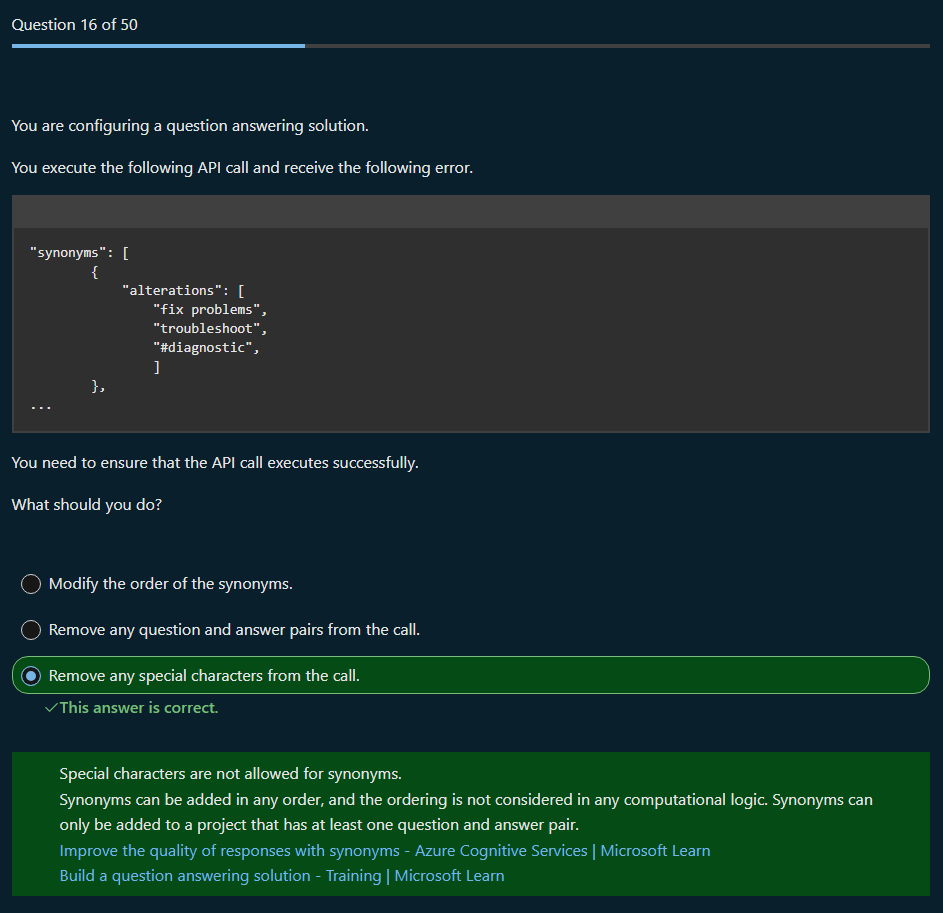 Question 16 of 50
You are configuring a question answering solution.
You execute the following API call and receive the following error.
"synonyms": [
        {
            "alterations": [
                "fix problems",
                "troubleshoot",
                "#diagnostic",
                ]
        },
...
You need to ensure that the API call executes successfully.
What should you do?
Modify the order of the synonyms.
Remove any question and answer pairs from the call.
Remove any special characters from the call.
✓This answer is correct.
Special characters are not allowed for synonyms.
Synonyms can be added in any order, and the ordering is not considered in any computational logic. Synonyms can
only be added to a project that has at least one question and answer pair.
Improve the quality of responses with synonyms - Azure Cognitive Services | Microsoft Learn
Build a question answering solution - Training | Microsoft Learn